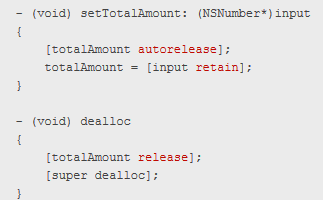 - (void) setTotalAmount: (NSNumber*)input
{
    [totalAmount autorelease];
    totalAmount = [input retain];
}

- (void) dealloc
{
    [totalAmount release];
    [super dealloc];
}